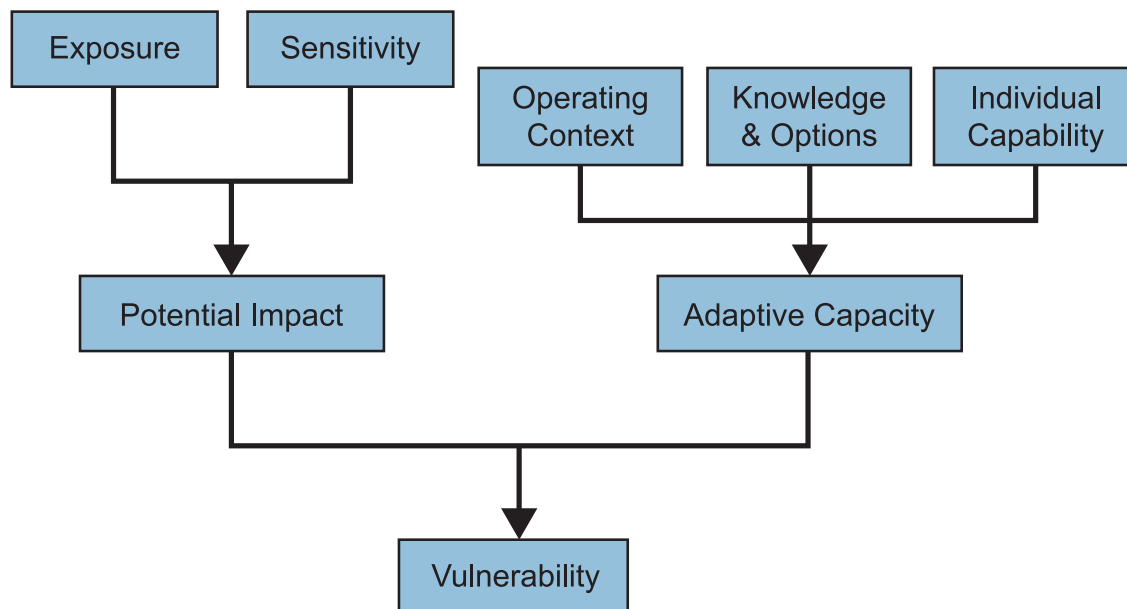 Exposure
Sensitivity
Operating
Context
Knowledge
& Options
Individual
Capability
Potential Impact
Adaptive Capacity
Vulnerability